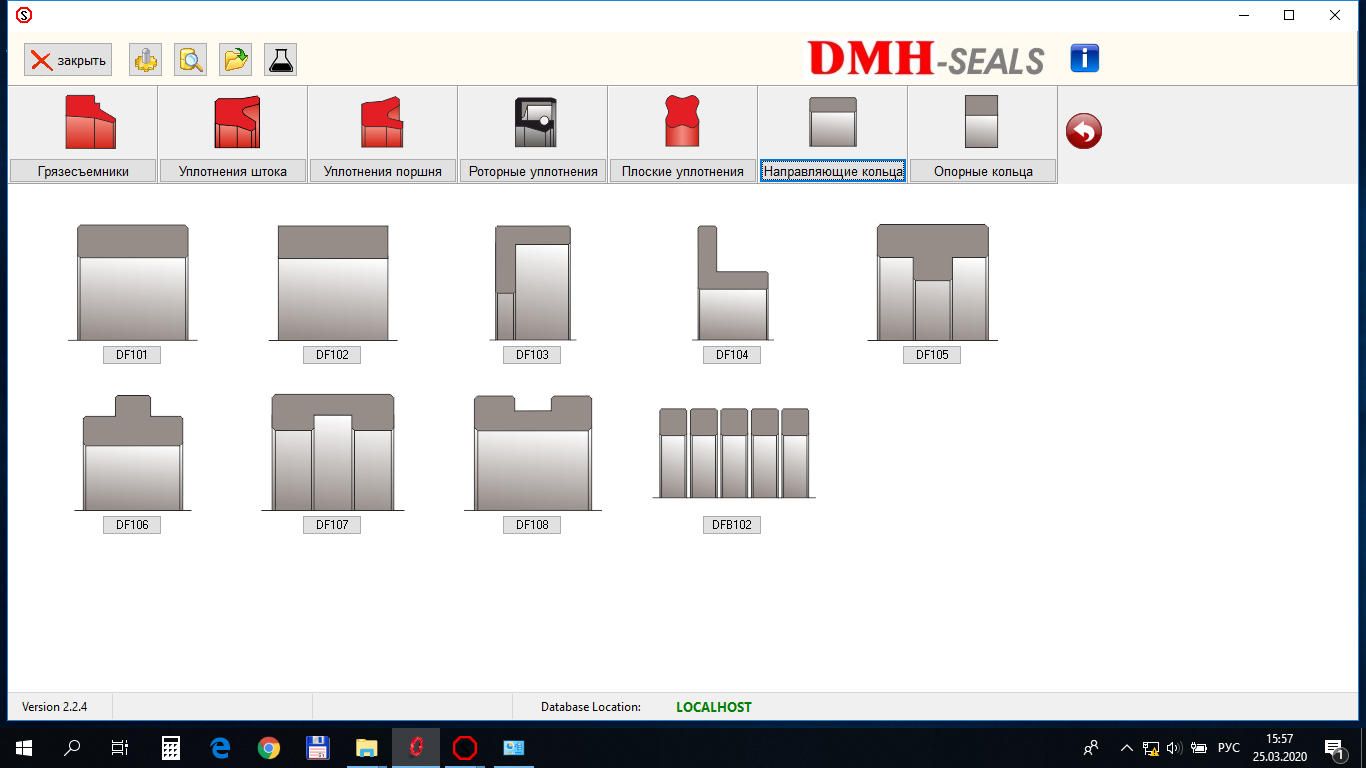 закрыть
DMH-SEALS
Грязесъемники
Уплотнения штока
Уплотнения поршня
Роторные уплотнения
Плоские уплотнения
Направляющие кольца
Опорные кольца
DF101
DF102
DF103
DF104
DF105
DF106
DF107
DF108
DFB102
Version 2.2.4
Database Location:
LOCALHOST
РУС
15:57
25.03.2020
1